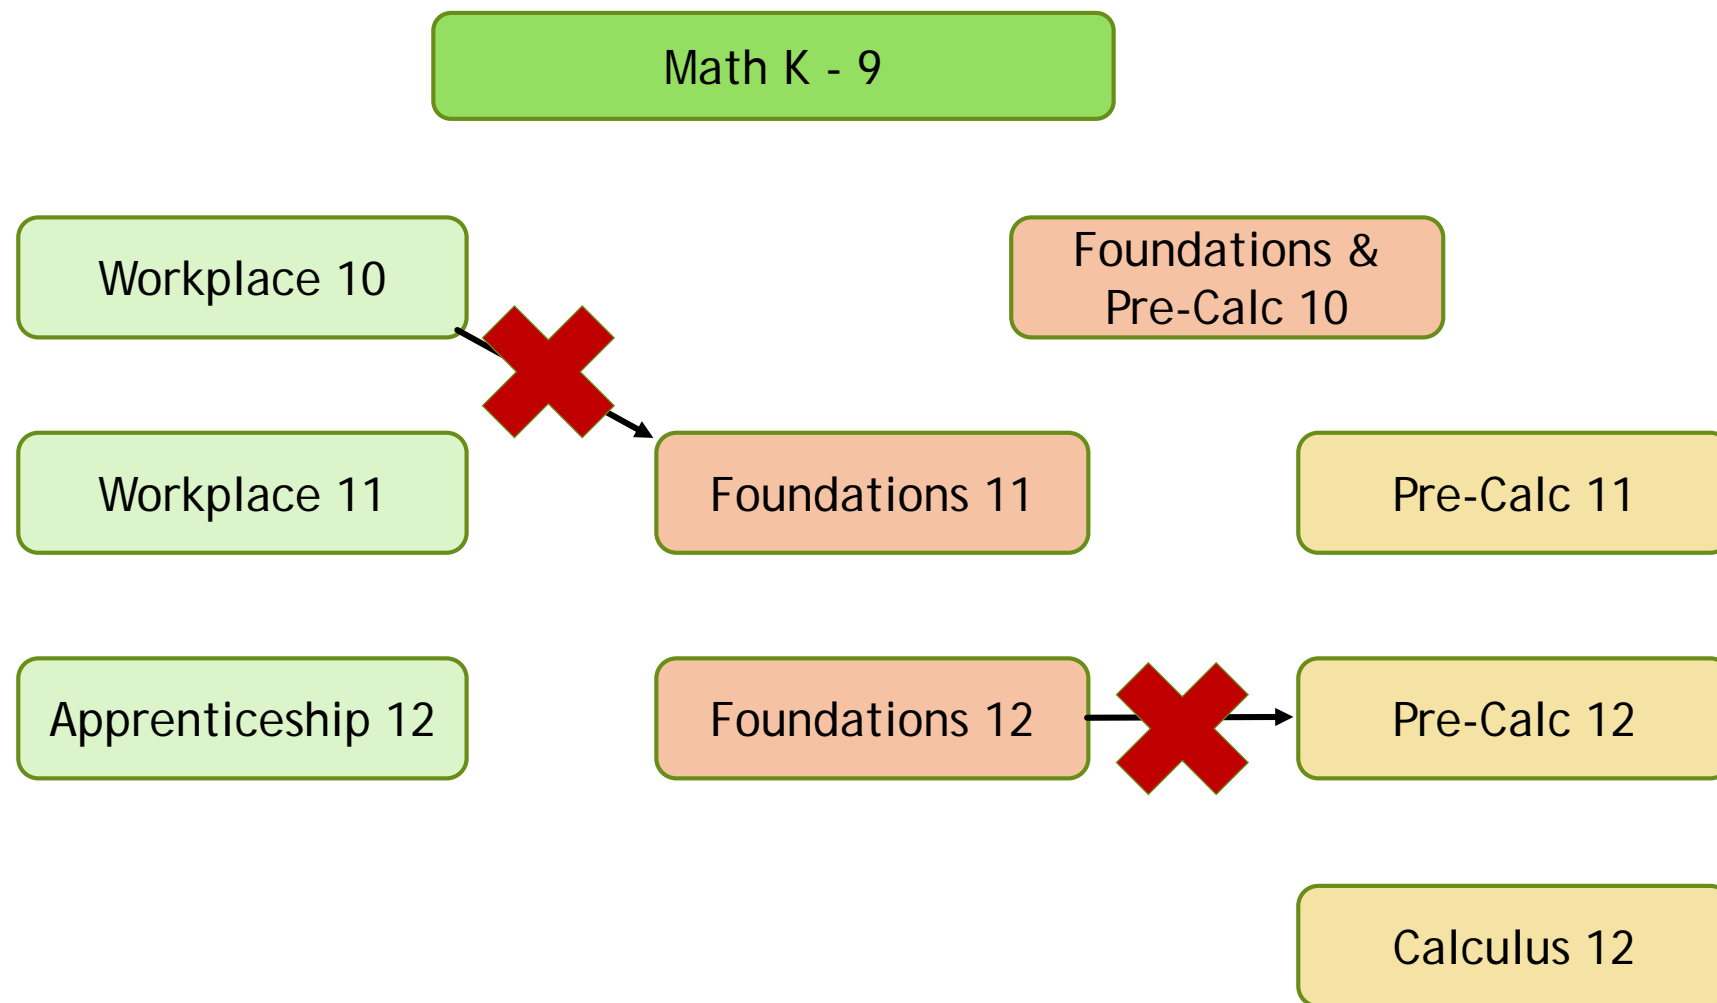 Math K - 9
Workplace 10
Foundations &
Pre-Calc 10
Workplace 11
Foundations 11
Pre-Calc 11
Apprenticeship 12
Foundations 12
Pre-Calc 12
Calculus 12